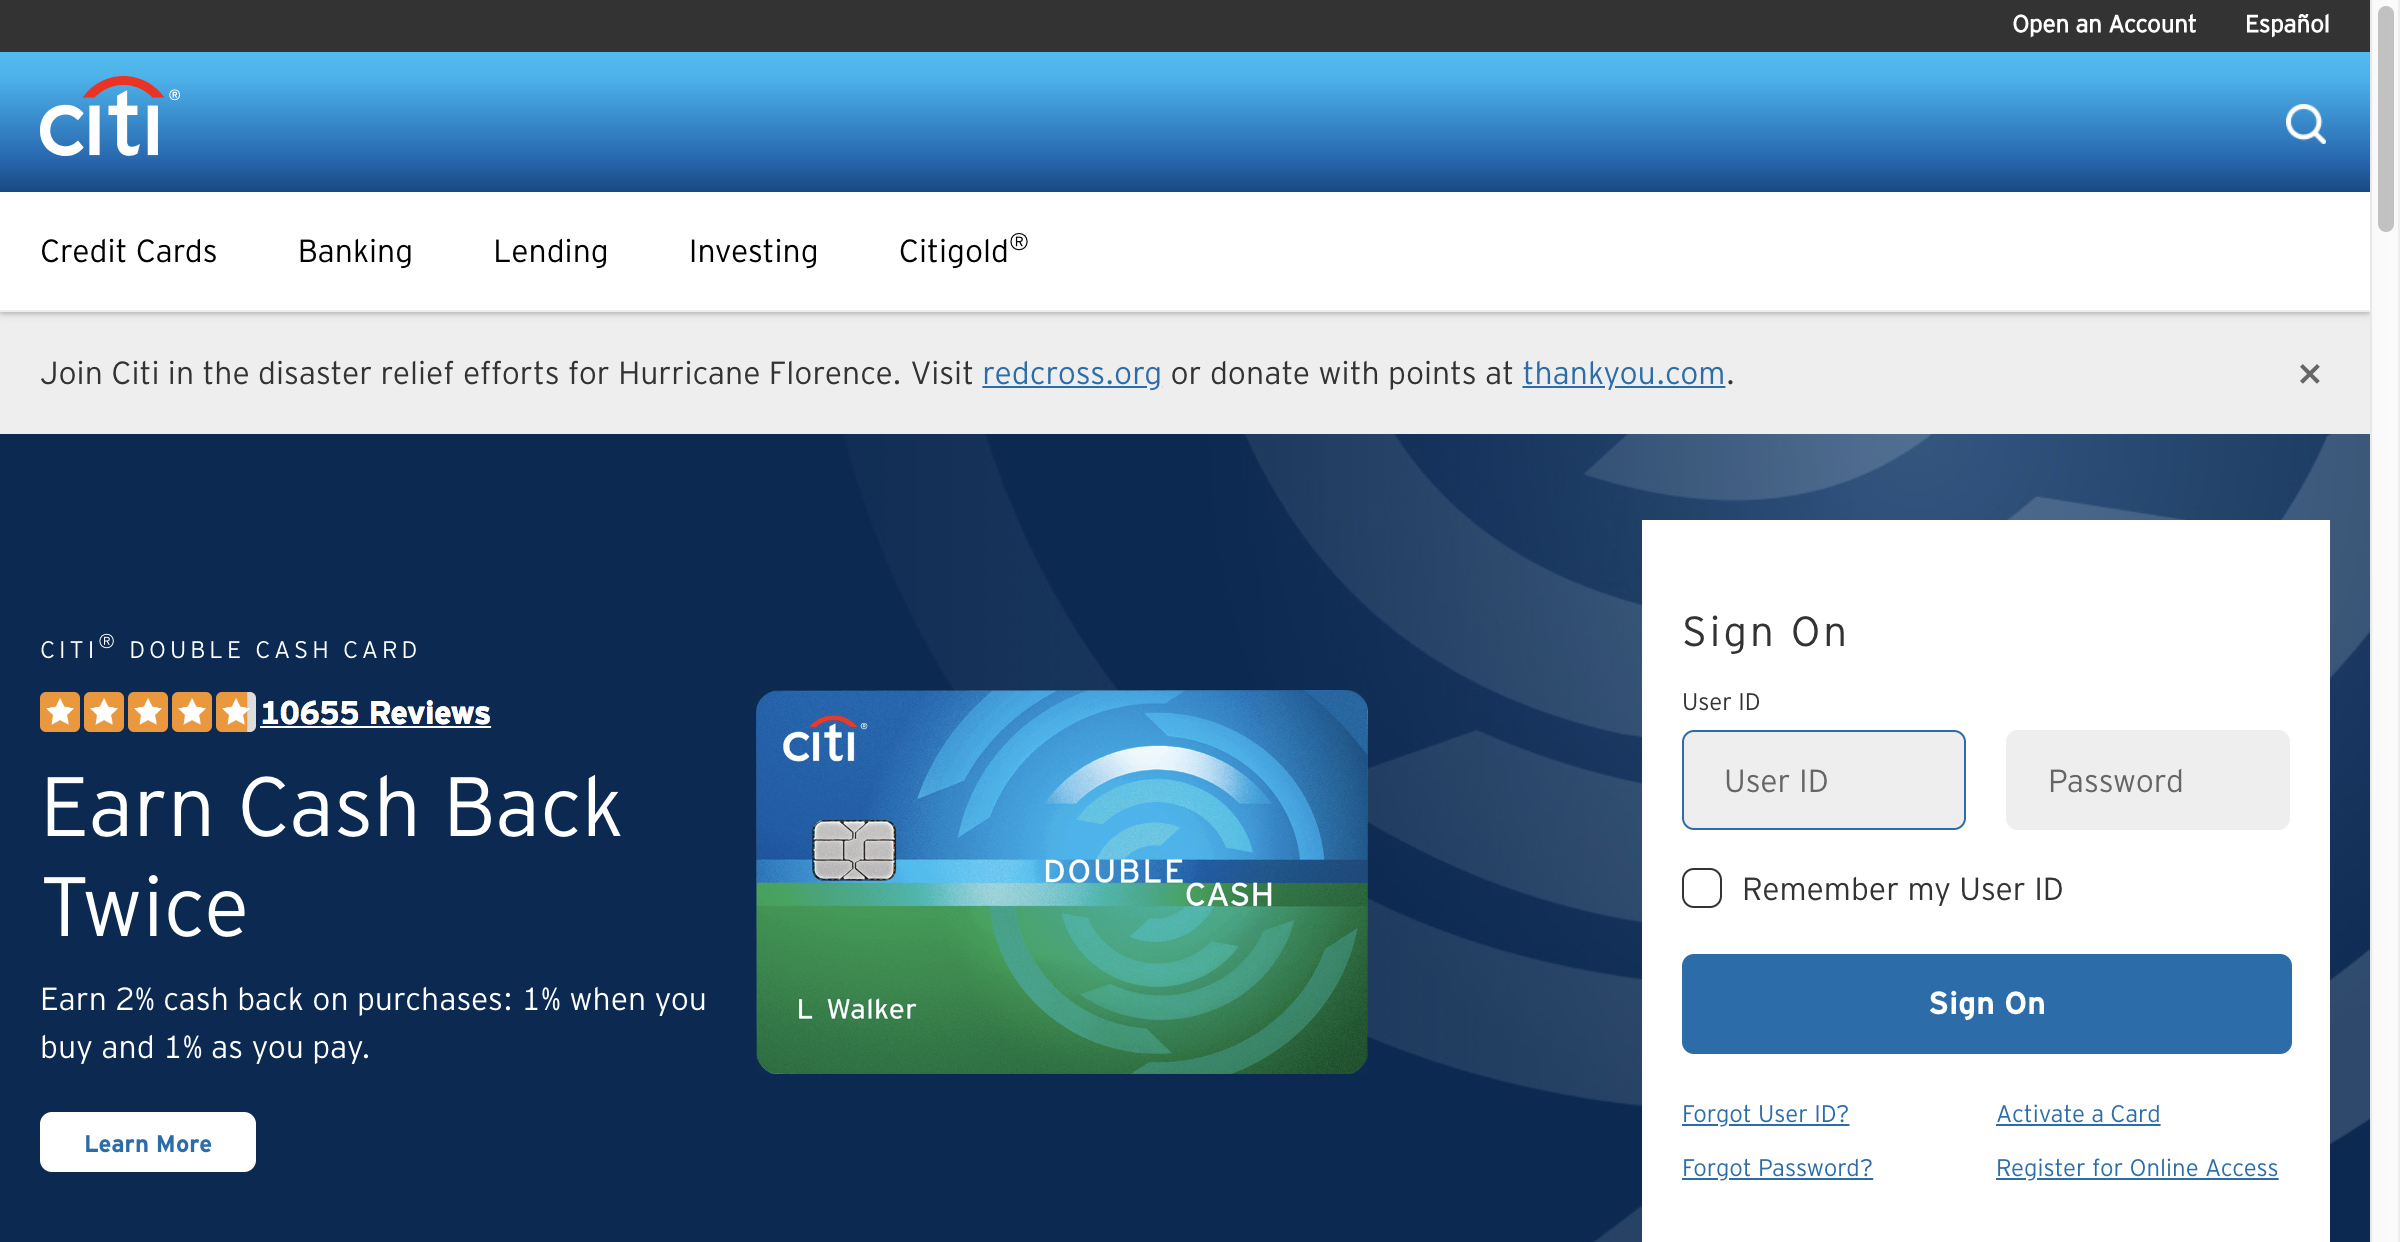 Open an Account Español
citi®
Credit Cards Banking Lending Investing Citigold®
Join Citi in the disaster relief efforts for Hurricane Florence. Visit redcross.org or donate with points at thankyou.com. ×
CITI® DOUBLE CASH CARD
10655 Reviews
Earn Cash Back
Twice
Earn 2% cash back on purchases: 1% when you
buy and 1% as you pay.
Learn More
citi®
DOUBLE
CASH
L Walker
Sign On
User ID
User ID Password
Remember my User ID
Sign On
Forgot User ID? Activate a Card
Forgot Password? Register for Online Access